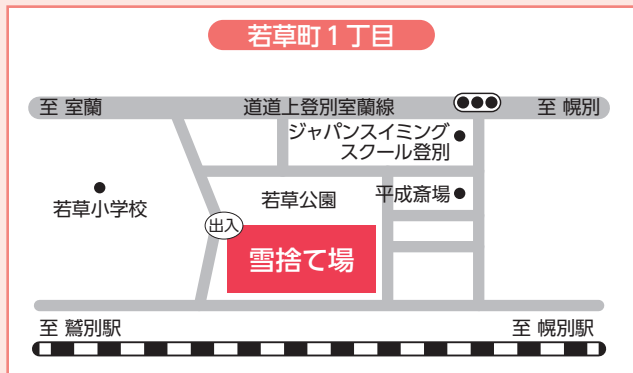 若草町1丁目
至 室蘭
道道上登別室蘭線
至 幌別
ジャパンスイミング
スクール登別
若草小学校
若草公園
平成斎場
出入
雪捨て場
至 鷲別駅
至 幌別駅